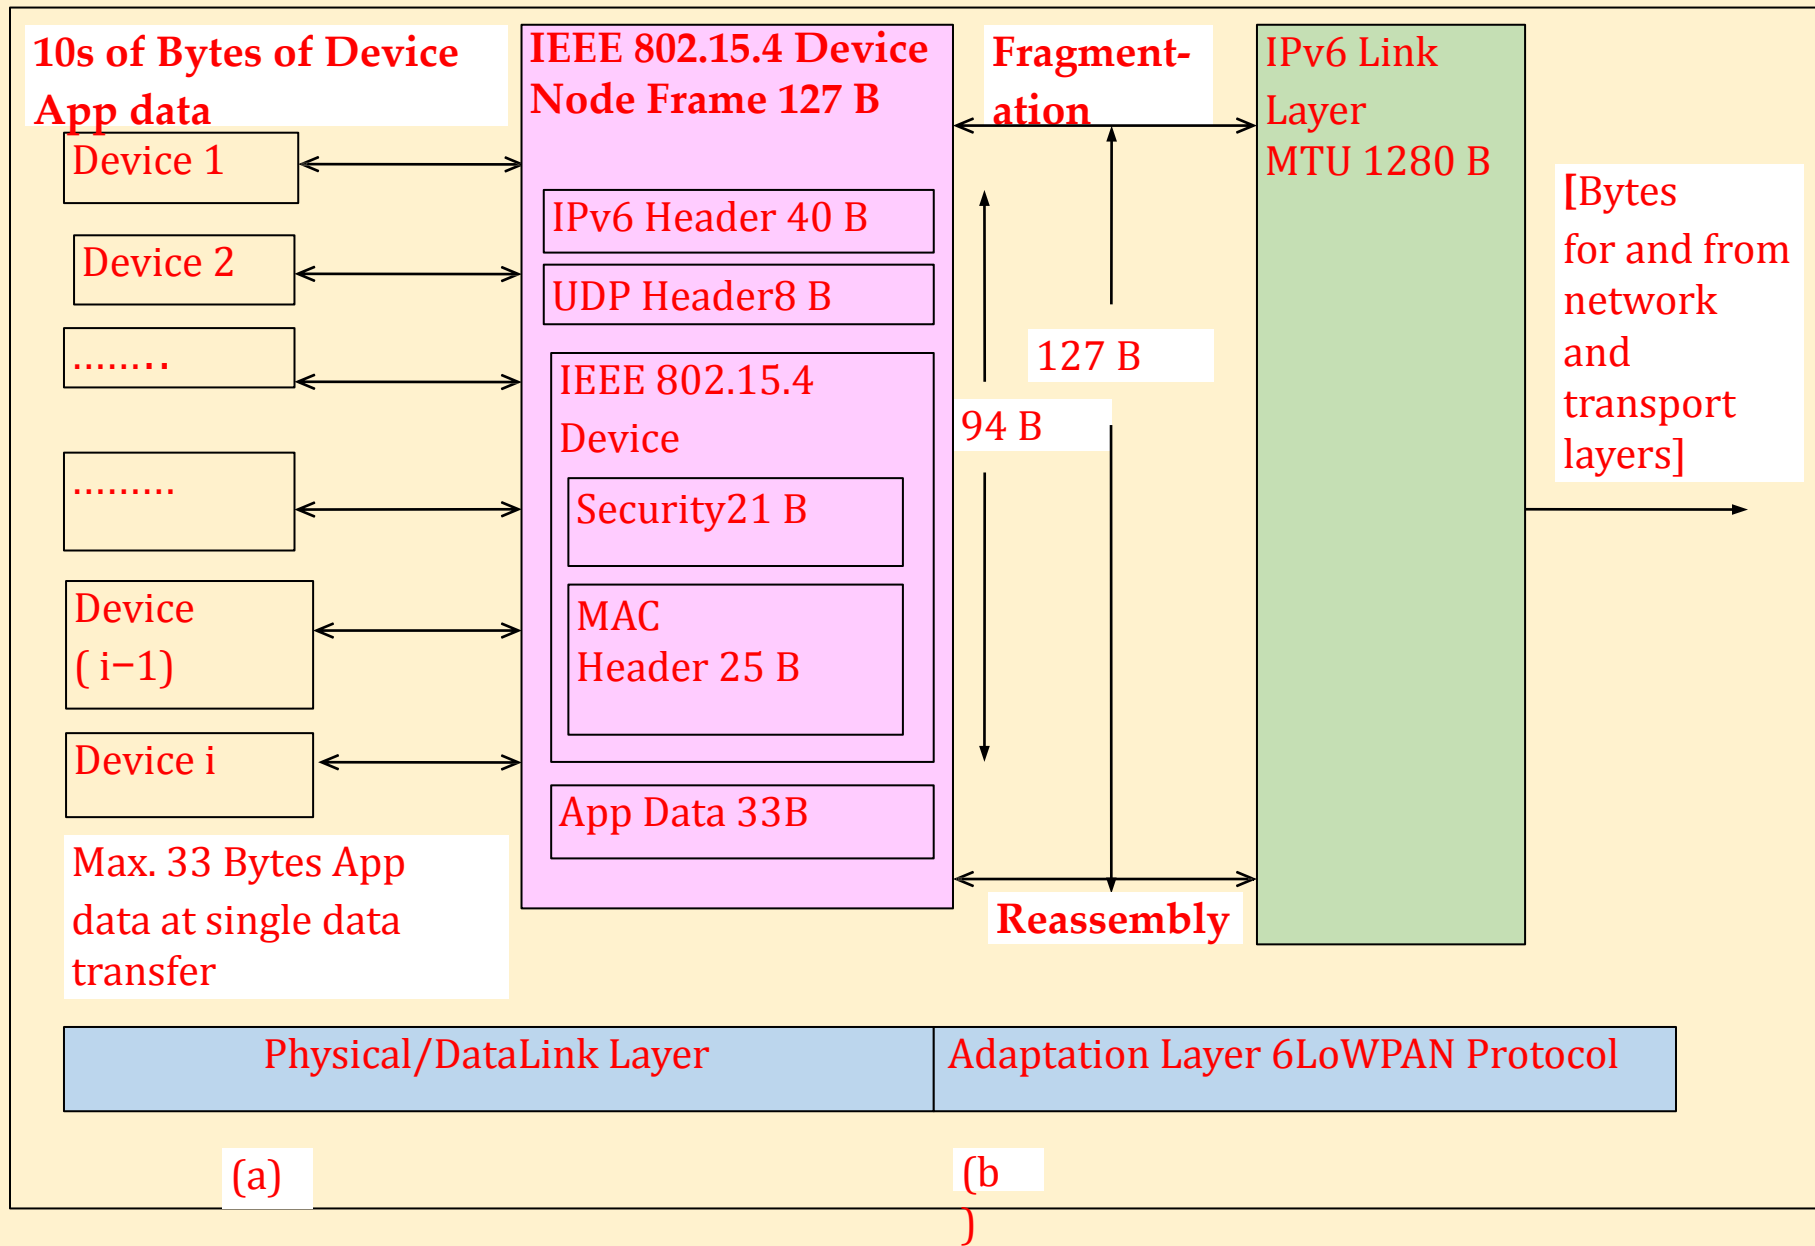 10s of Bytes of Device
App data
Device 1
Device 2
........
.........
Device
( i−1)
Device i
Max. 33 Bytes App
data at single data
transfer
IEEE 802.15.4 Device
Node Frame 127 B
IPv6 Header 40 B
UDP Header8 B
IEEE 802.15.4
Device
Security21 B
MAC
Header 25 B
App Data 33B
Fragment-
ation
127 B
94 B
Reassembly
IPv6 Link
Layer
MTU 1280 B
[Bytes
for and from
network
and
transport
layers]
Physical/DataLink Layer
Adaptation Layer 6LoWPAN Protocol
(a)
(b
)